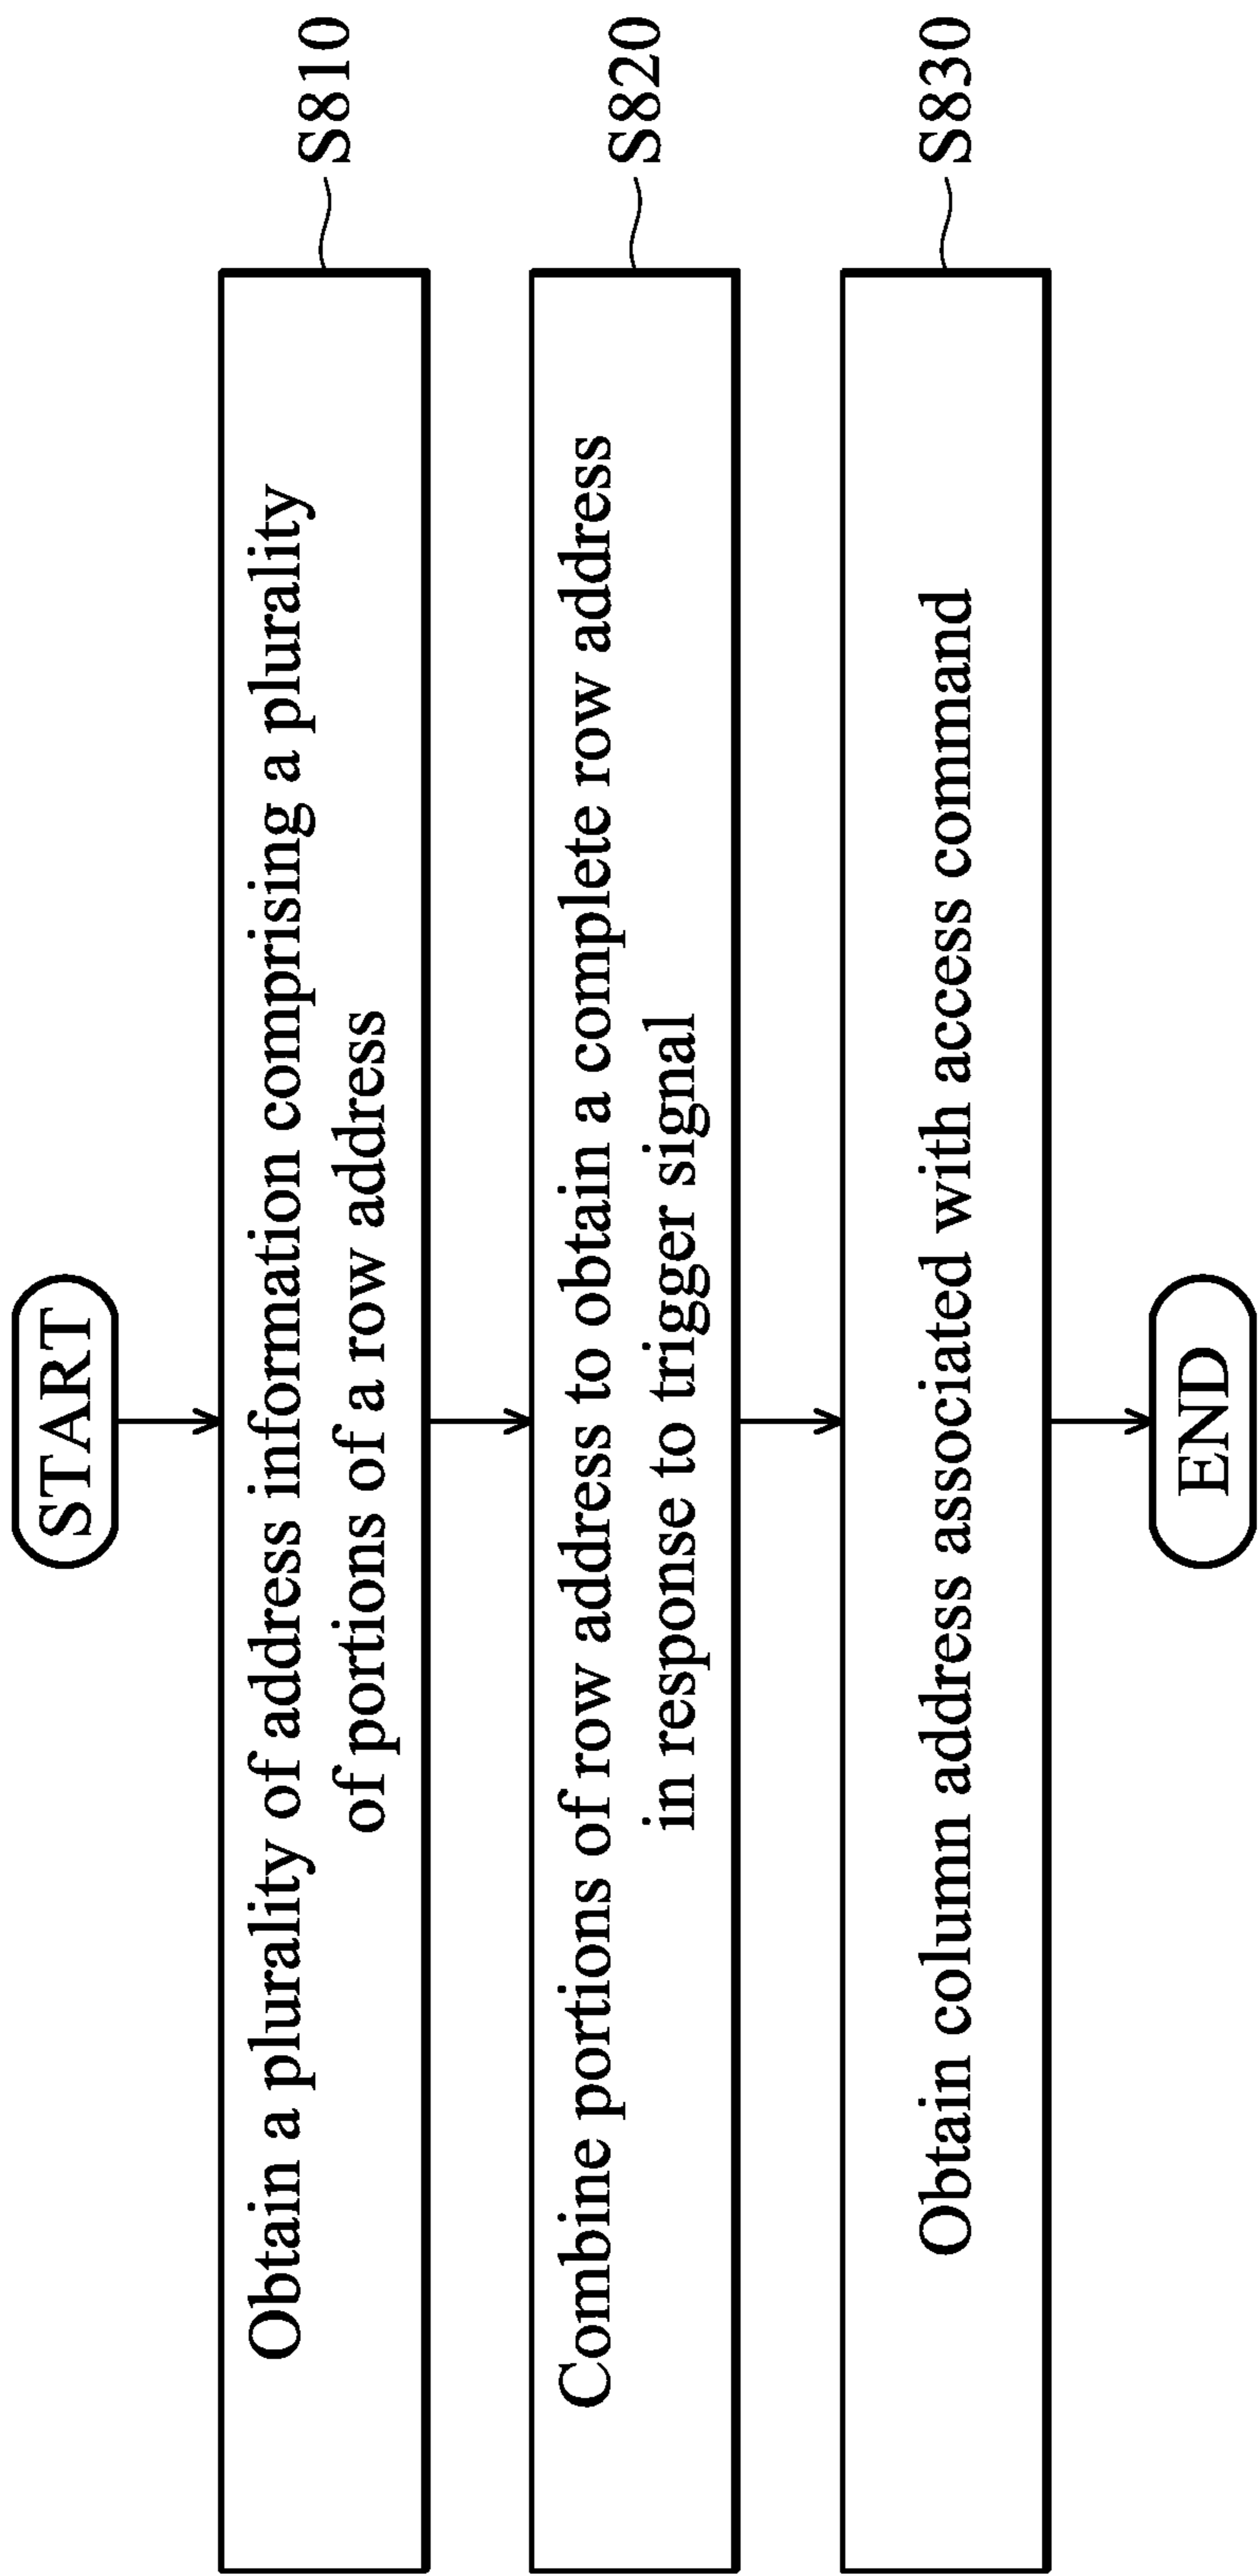 START
Obtain a plurality of address information comprising a plurality
of portions of a row address
S810
Combine portions of row address to obtain a complete row address
in response to trigger signal
S820
Obtain column address associated with access command
S830
END